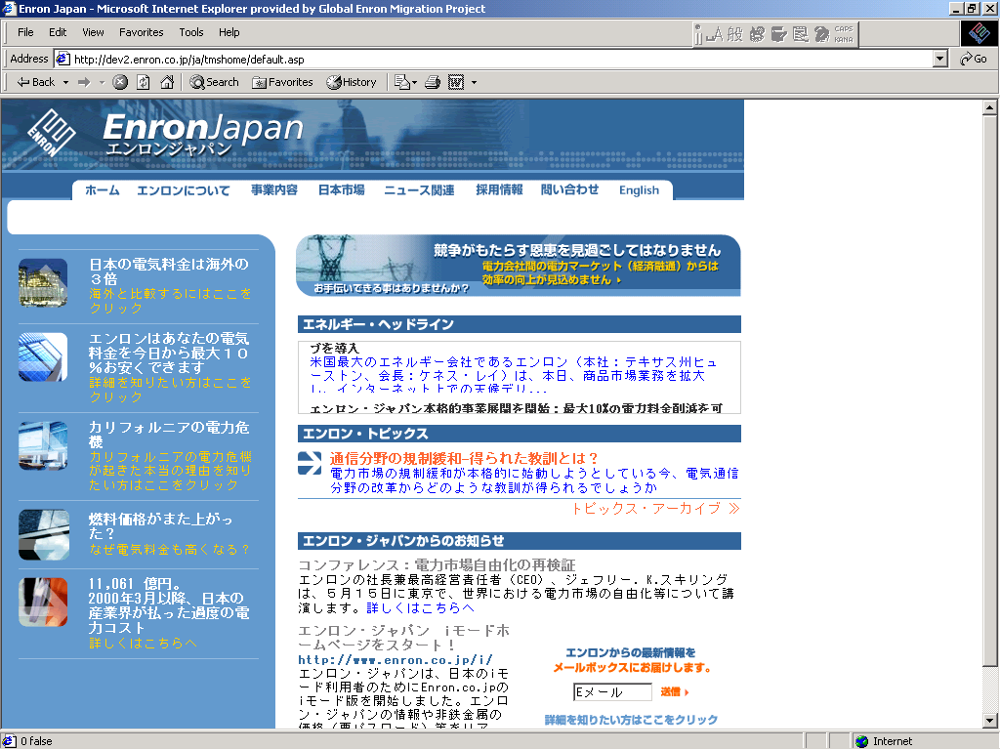 Enron Japan - Microsoft Internet Explorer provided by Global Enron Migration Project
File Edit View Favorites Tools Help
般 CAPS KANA
Address http://dev2.enron.co.jp/ja/tmshome/default.asp Go
Back Search Favorites History
ENRON
EnronJapan
エンロンジャパン
ホーム エンロンについて 事業内容 日本市場 ニュース関連 採用情報 問い合わせ English
日本の電気料金は海外の
３倍
海外と比較するにはここを
クリック
エンロンはあなたの電気
料金を今日から最大１０
％お安くできます
詳細を知りたい方はここを
クリック
カリフォルニアの電力危
機
カリフォルニアの電力危機
が起きた本当の理由を知り
たい方はここをクリック
燃料価格がまた上がっ
た？
なぜ電気料金も高くなる？
11,061 億円。
2000年3月以降、日本の
産業界が払った過度の電
力コスト
詳しくはこちらへ
競争がもたらす恩恵を見過ごしてはなりません
電力会社間の電力マーケット（経済融通）からは
効率の向上が見込めません
お手伝いできる事はありませんか？
エネルギー・ヘッドライン
プを導入
米国最大のエネルギー会社であるエンロン（本社：テキサス州ヒュ
ーストン、会長：ケネス・レイ）は、本日、商品市場業務を拡大
し、インターネット上での天候デリ...
エンロン・ジャパン本格的事業展開を開始：最大10%の電力料金削減を可
エンロン・トピックス
通信分野の規制緩和−得られた教訓とは？
電力市場の規制緩和が本格的に始動しようとしている今、電気通信
分野の改革からどのような教訓が得られるでしょうか
トピックス・アーカイブ ≫
エンロン・ジャパンからのお知らせ
コンファレンス：電力市場自由化の再検証
エンロンの社長兼最高経営責任者（CEO）、ジェフリー．K.スキリング
は、５月１５日に東京で、世界における電力市場の自由化等について講
演します。詳しくはこちらへ
エンロン・ジャパン　iモードホ
ームページをスタート！
http://www.enron.co.jp/i/
エンロン・ジャパンは、日本のiモ
ード利用者のためにEnron.co.jpの
iモード版を開始しました。エンロ
ン・ジャパンの情報や非鉄金属の
価格（要パスワード）等をリア
エンロンからの最新情報を
メールボックスにお届けします。
Eメール 送信
詳細を知りたい方はここをクリック
0 false Internet